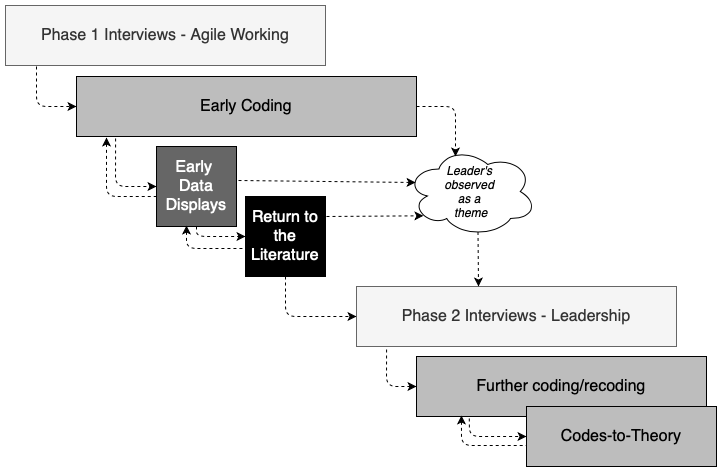 Phase 1 Interviews - Agile Working
Early Coding
Early
Data
Displays
Leader's
observed
as a
theme
Return to
the
Literature
Phase 2 Interviews - Leadership
Further coding/recoding
Codes-to-Theory